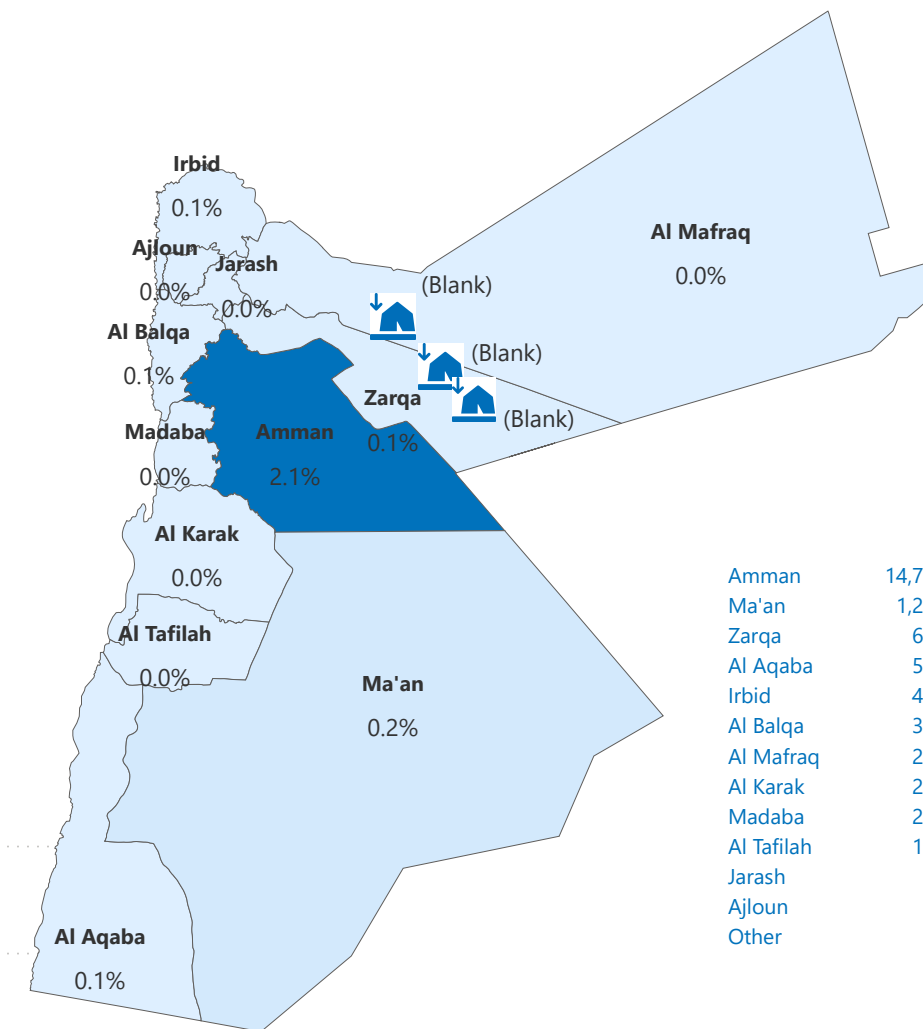 Irbid
0.1%
Ajloun
0.0%
Jarash
0.0%
Al Mafraq
0.0%
(Blank)
(Blank)
(Blank)
Al Balqa
0.1%
Zarqa
0.1%
Madaba
0.0%
Amman
2.1%
Al Karak
0.0%
Al Tafilah
0.0%
Ma'an
0.2%
Al Aqaba
0.1%
Amman 14,7
Ma'an 1,2
Zarqa 6
Al Aqaba 5
Irbid 4
Al Balqa 3
Al Mafraq 2
Al Karak 2
Madaba 2
Al Tafilah 1
Jarash
Ajloun
Other